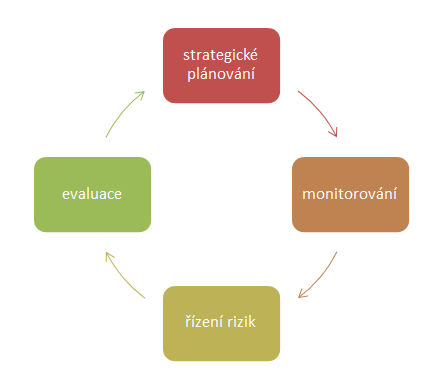 strategické
plánování
monitorování
řízení rizik
evaluace